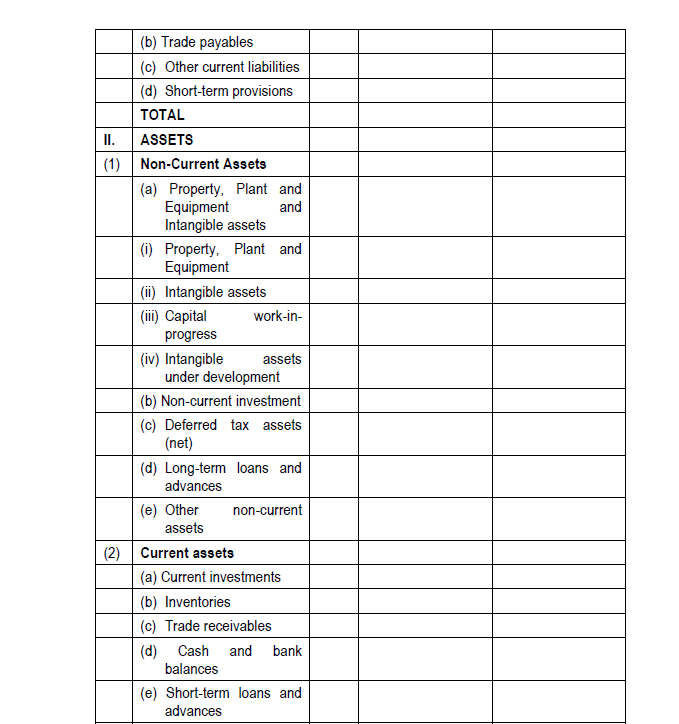 (b) Trade payables
(c) Other current liabilities
(d) Short-term provisions
TOTAL
II. ASSETS
(1) Non-Current Assets
(a) Property, Plant and
Equipment and
Intangible assets
(i) Property, Plant and
Equipment
(ii) Intangible assets
(iii) Capital work-in-
progress
(iv) Intangible assets
under development
(b) Non-current investment
(c) Deferred tax assets
(net)
(d) Long-term loans and
advances
(e) Other non-current
assets
(2) Current assets
(a) Current investments
(b) Inventories
(c) Trade receivables
(d) Cash and bank
balances
(e) Short-term loans and
advances